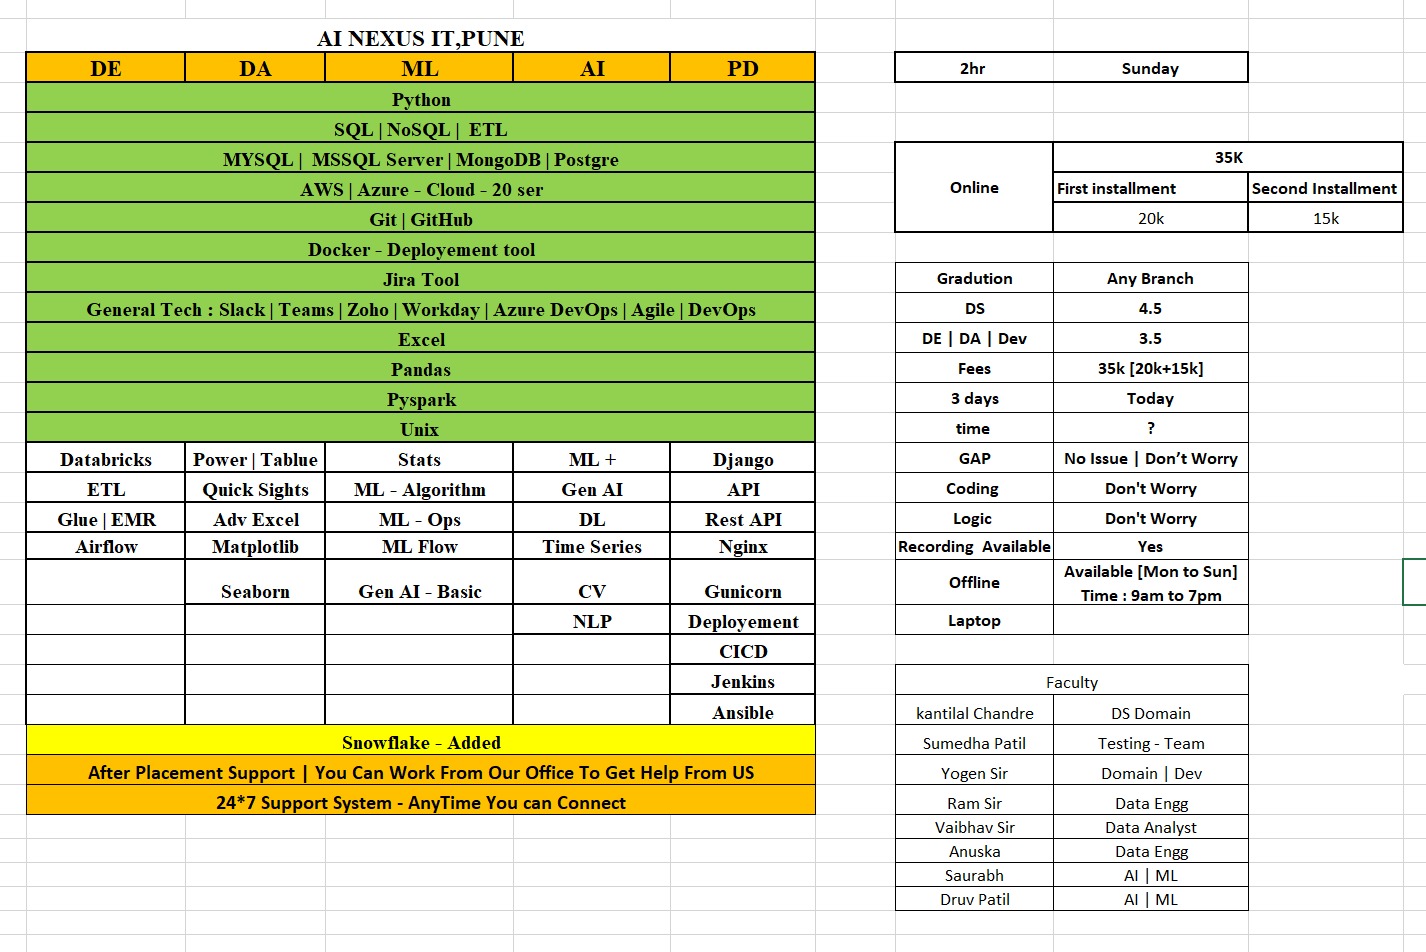 AI NEXUS IT,PUNE
DE DA ML AI PD
Python
SQL | NoSQL | ETL
MYSQL | MSSQL Server | MongoDB | Postgre
AWS | Azure - Cloud - 20 ser
Git | GitHub
Docker - Deployement tool
Jira Tool
General Tech : Slack | Teams | Zoho | Workday | Azure DevOps | Agile | DevOps
Excel
Pandas
Pyspark
Unix
Databricks Power | Tablue Stats ML + Django
ETL Quick Sights ML - Algorithm Gen AI API
Glue | EMR Adv Excel ML - Ops DL Rest API
Airflow Matplotlib ML Flow Time Series Nginx
Seaborn Gen AI - Basic CV Gunicorn
NLP Deployement
CICD
Jenkins
Ansible
Snowflake - Added
After Placement Support | You Can Work From Our Office To Get Help From US
24*7 Support System - AnyTime You can Connect
2hr Sunday
Online
35K
First installment Second Installment
20k 15k
Gradution Any Branch
DS 4.5
DE | DA | Dev 3.5
Fees 35k [20k+15k]
3 days Today
time ?
GAP No Issue | Don’t Worry
Coding Don't Worry
Logic Don't Worry
Recording Available Yes
Offline Available [Mon to Sun]
Time : 9am to 7pm
Laptop
Faculty
kantilal Chandre DS Domain
Sumedha Patil Testing - Team
Yogen Sir Domain | Dev
Ram Sir Data Engg
Vaibhav Sir Data Analyst
Anuska Data Engg
Saurabh AI | ML
Druv Patil AI | ML